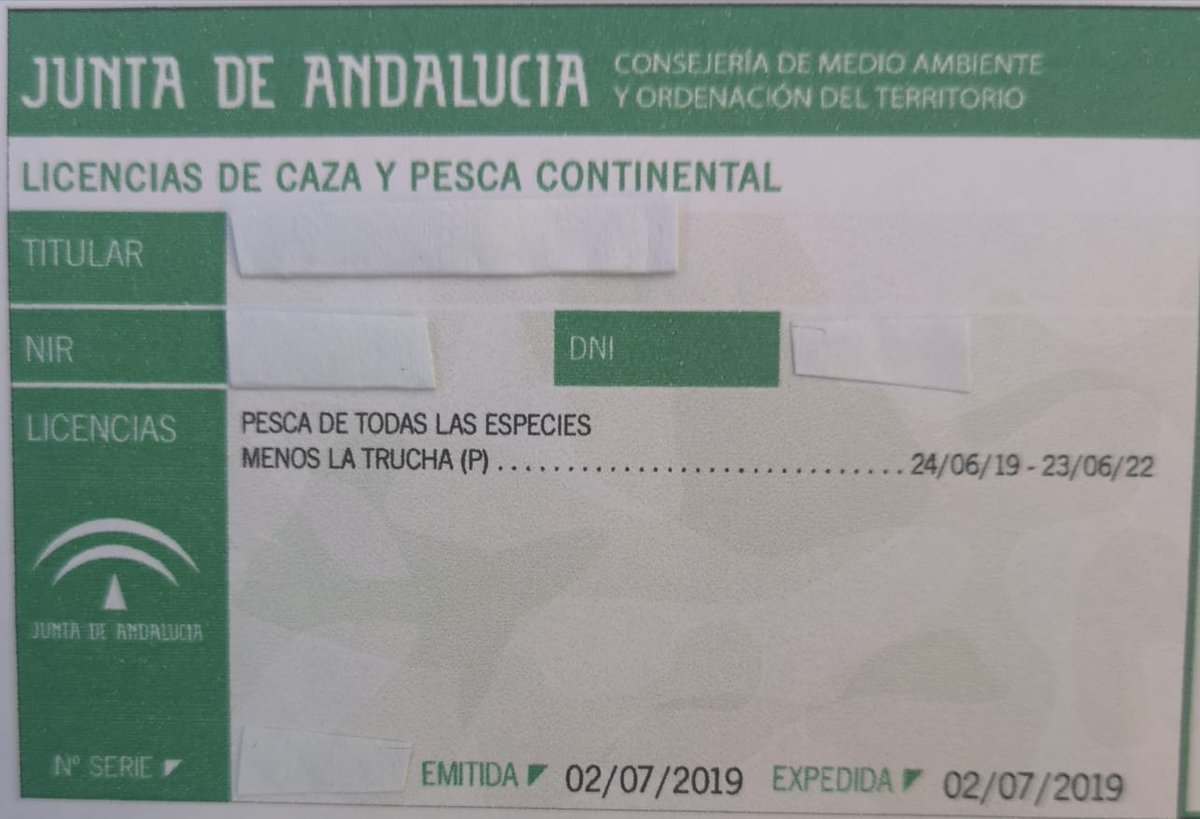 JUNTA DE ANDALUCIA
CONSEJERÍA DE MEDIO AMBIENTE
Y ORDENACIÓN DEL TERRITORIO
LICENCIAS DE CAZA Y PESCA CONTINENTAL
TITULAR
NIR DNI
LICENCIAS
PESCA DE TODAS LAS ESPECIES
MENOS LA TRUCHA (P) ............................... 24/06/19 - 23/06/22
JUNTA DE ANDALUCIA
Nº SERIE EMITIDA 02/07/2019 EXPEDIDA 02/07/2019